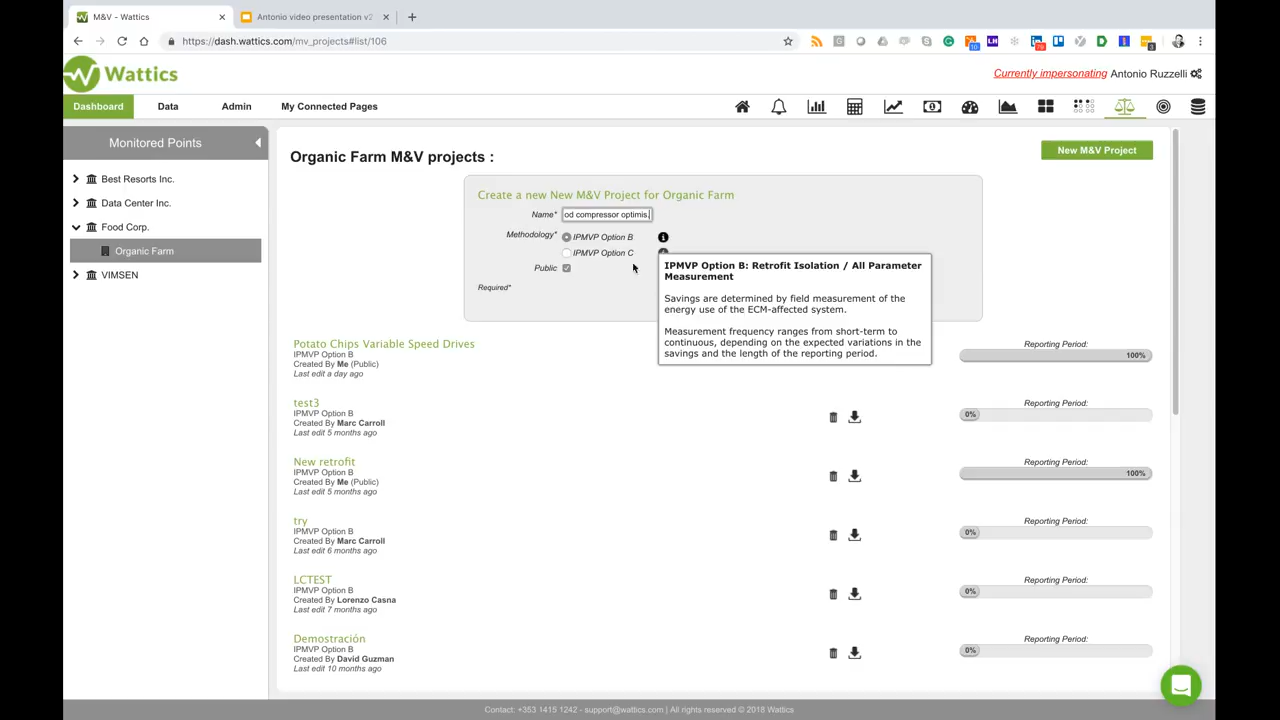 M&V - Wattics
Antonio video presentation v2
https://dash.wattics.com/mv_projects#list/106
Wattics
Currently impersonating Antonio Ruzzelli
Dashboard
Data
Admin
My Connected Pages
Monitored Points
Best Resorts Inc.
Data Center Inc.
Food Corp.
Organic Farm
VIMSEN
Organic Farm M&V projects :
New M&V Project
Create a new New M&V Project for Organic Farm
Name* od compressor optimis
Methodology* IPMVP Option B
IPMVP Option C
Public
Required*
IPMVP Option B: Retrofit Isolation / All Parameter
Measurement
Savings are determined by field measurement of the
energy use of the ECM-affected system.
Measurement frequency ranges from short-term to
continuous, depending on the expected variations in the
savings and the length of the reporting period.
Potato Chips Variable Speed Drives
IPMVP Option B
Created By Me (Public)
Last edit a day ago
Reporting Period:
100%
test3
IPMVP Option B
Created By Marc Carroll
Last edit 5 months ago
Reporting Period:
0%
New retrofit
IPMVP Option B
Created By Me (Public)
Last edit 5 months ago
Reporting Period:
100%
try
IPMVP Option B
Created By Marc Carroll
Last edit 6 months ago
Reporting Period:
0%
LCTEST
IPMVP Option B
Created By Lorenzo Casna
Last edit 7 months ago
Reporting Period:
0%
Demostración
IPMVP Option B
Created By David Guzman
Last edit 10 months ago
Reporting Period:
0%
Contact: +353 1415 1242 - support@wattics.com | All rights reserved © 2018 Wattics